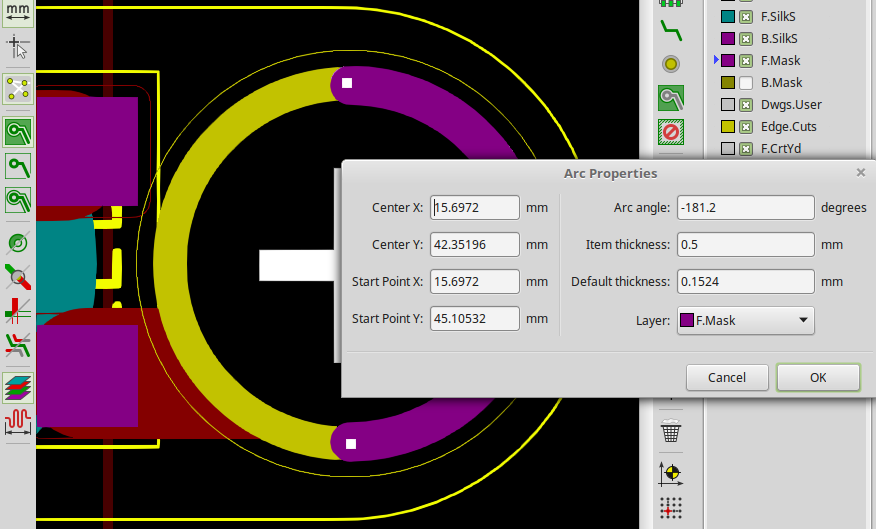 mm
F.SilkS
B.SilkS
F.Mask
B.Mask
Dwgs.User
Edge.Cuts
F.CrtYd
Arc Properties
Center X: 15.6972 mm Arc angle: -181.2 degrees
Center Y: 42.35196 mm Item thickness: 0.5 mm
Start Point X: 15.6972 mm Default thickness: 0.1524 mm
Start Point Y: 45.10532 mm Layer: F.Mask
Cancel OK